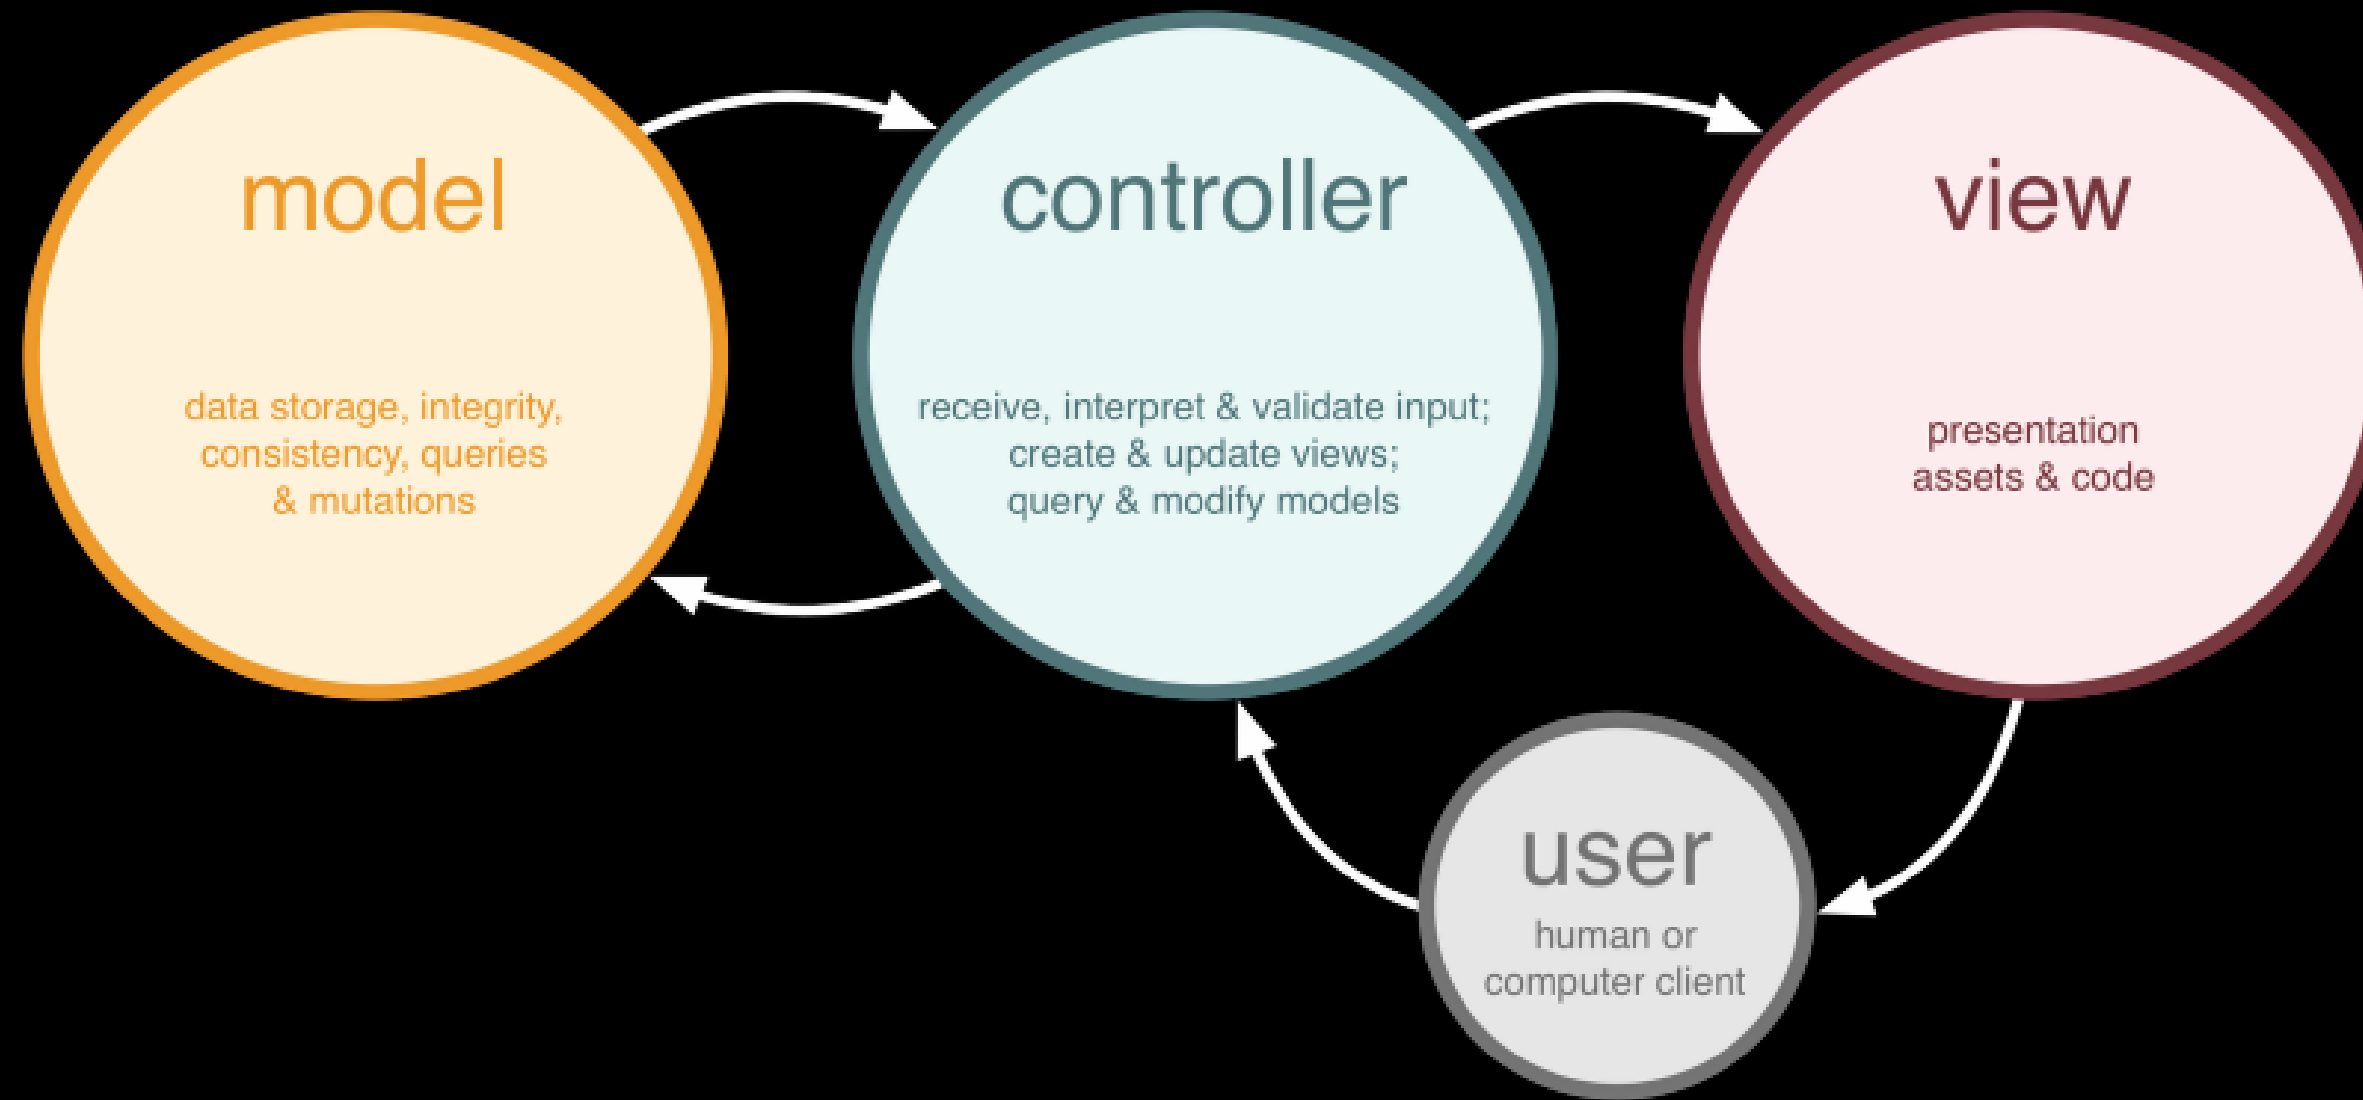 model
data storage, integrity,
consistency, queries
& mutations
controller
receive, interpret & validate input;
create & update views;
query & modify models
view
presentation
assets & code
user
human or
computer client